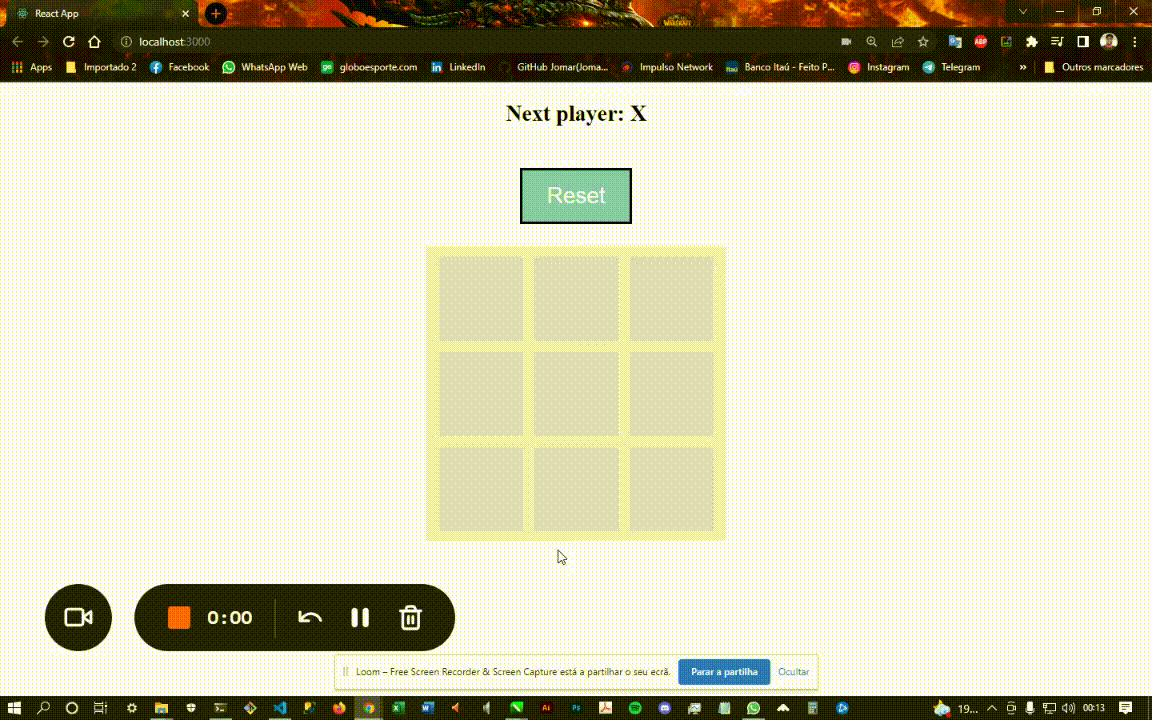 React App
localhost:3000
Apps Importado 2 Facebook WhatsApp Web globoesporte.com LinkedIn GitHub Jomar(Joma... Impulso Network Banco Itaú - Feito P... Instagram Telegram » Outros marcadores
Next player: X
Reset
0:00
Loom – Free Screen Recorder & Screen Capture está a partilhar o seu ecrã. Parar a partilha Ocultar
19... 00:13